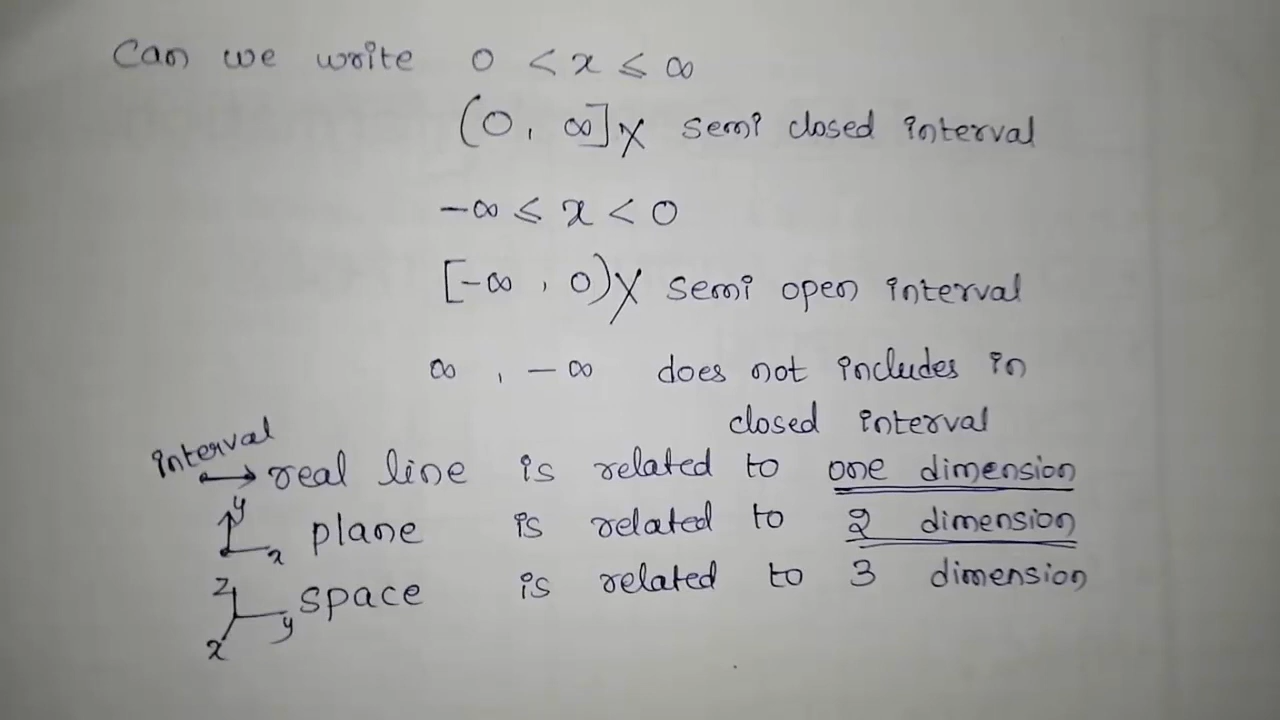 Can we write 0 < x ≤ ∞
(0, ∞] X semi closed interval
-∞ ≤ x < 0
[-∞, 0) X semi open interval
∞, -∞ does not includes in
closed interval
interval
real line is related to one dimension
y
x
plane is related to 2 dimension
z
y
x
space is related to 3 dimension